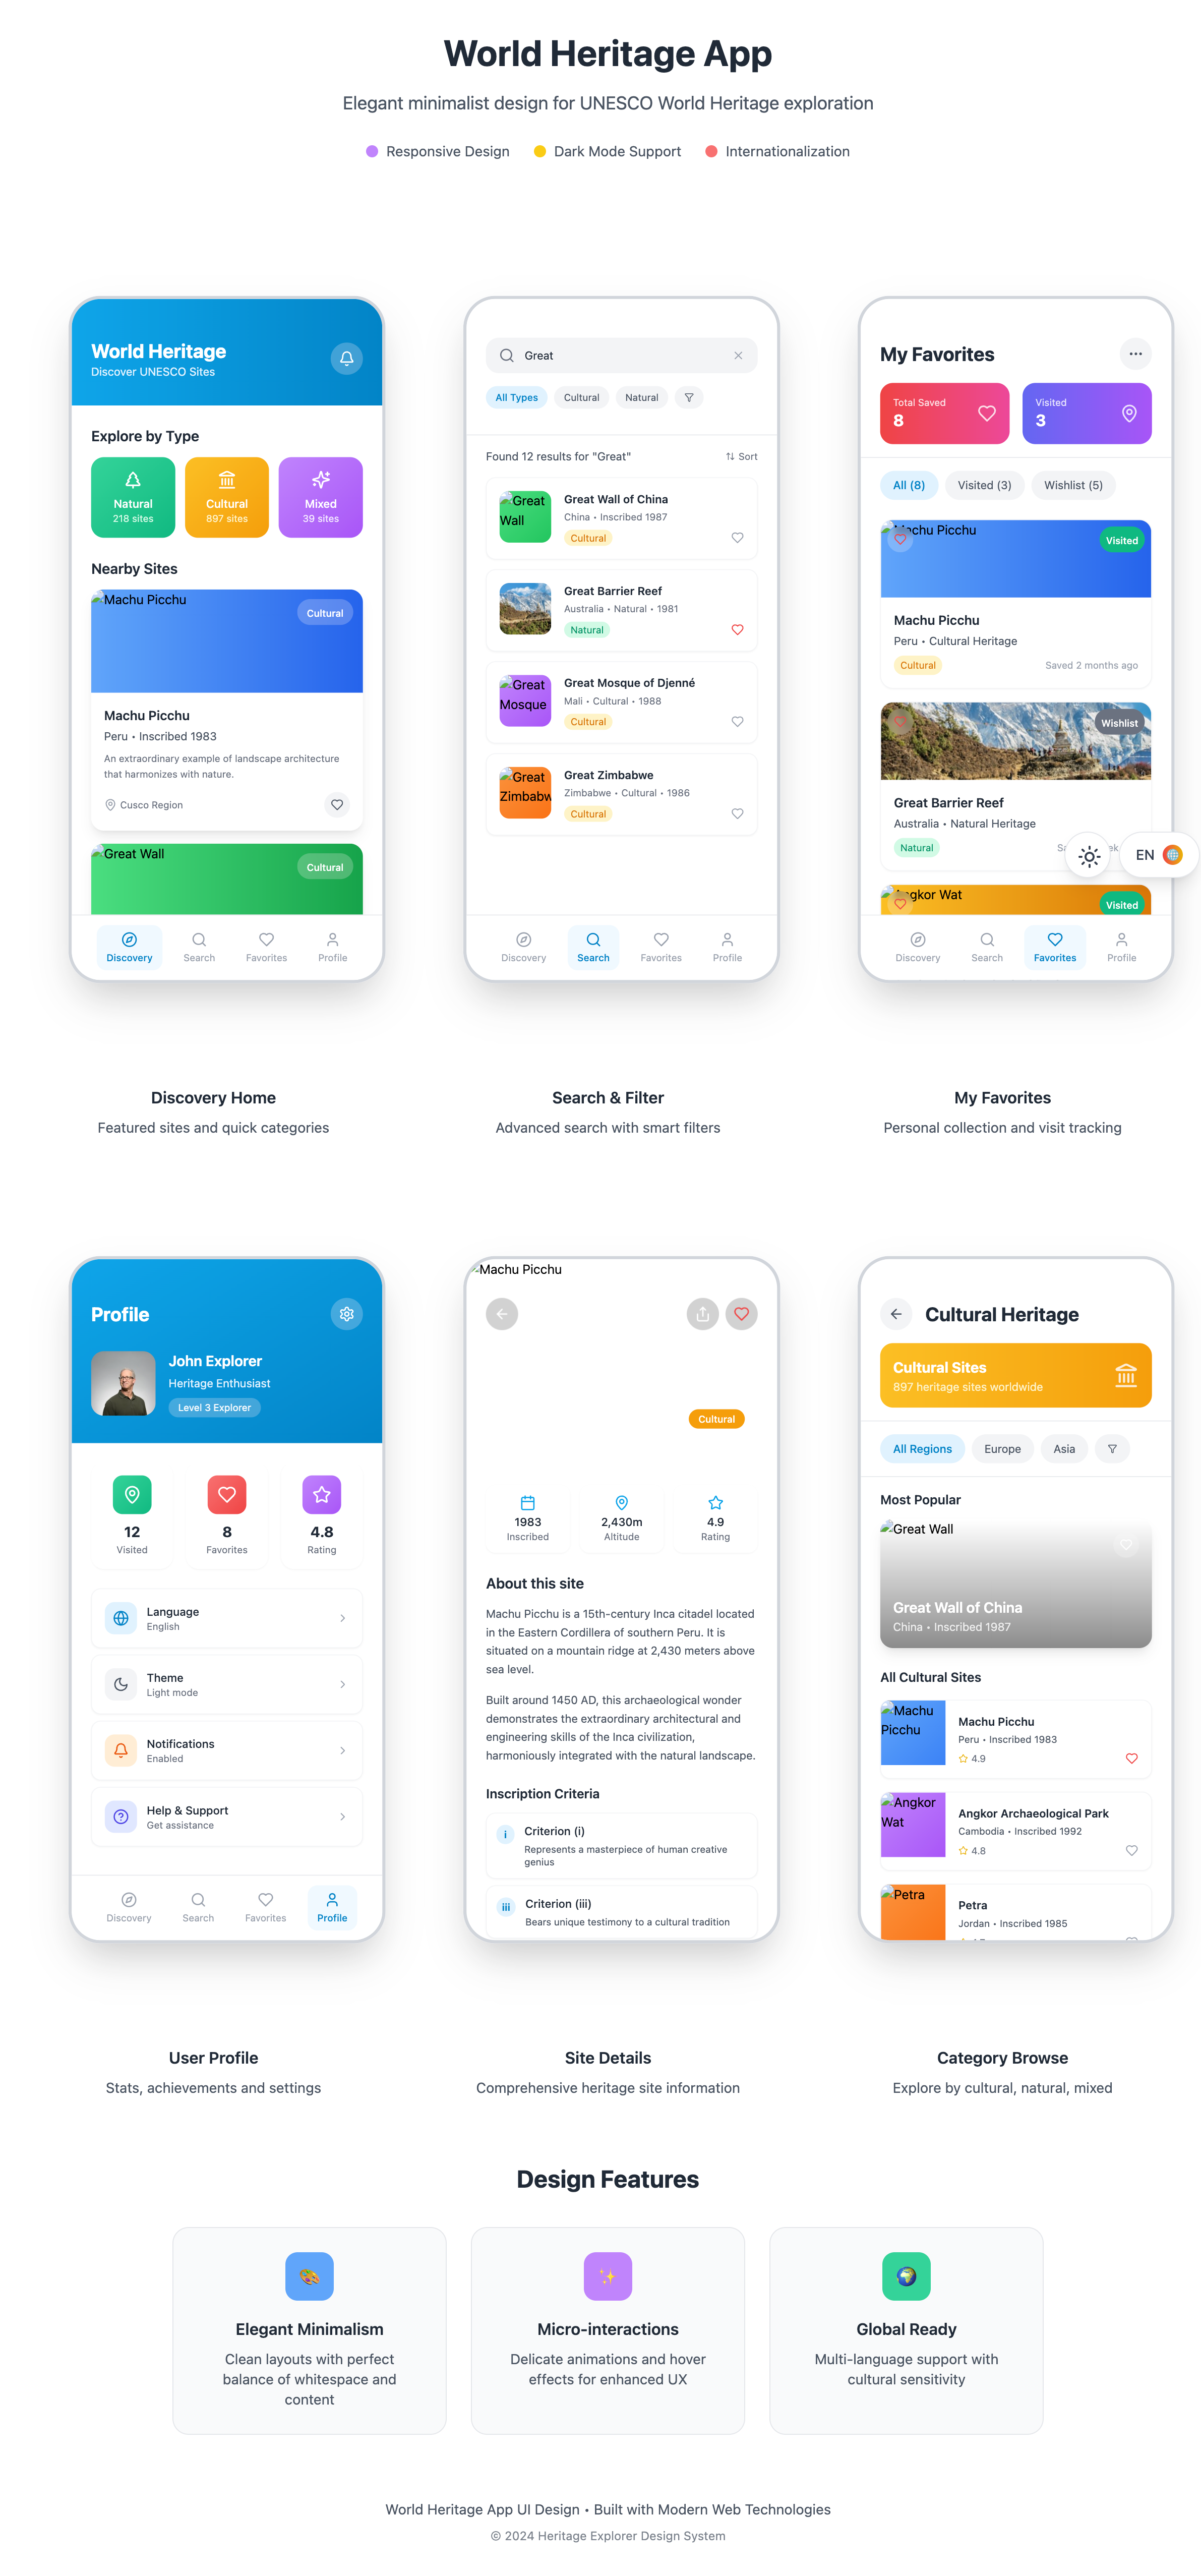 World Heritage App
Elegant minimalist design for UNESCO World Heritage exploration
Responsive Design
Dark Mode Support
Internationalization
World Heritage
Discover UNESCO Sites
Explore by Type
Natural
218 sites
Cultural
897 sites
Mixed
39 sites
Nearby Sites
Machu Picchu
Cultural
Machu Picchu
Peru • Inscribed 1983
An extraordinary example of landscape architecture
that harmonizes with nature.
Cusco Region
Great Wall
Cultural
Discovery
Search
Favorites
Profile
Great
All Types
Cultural
Natural
Found 12 results for "Great"
Sort
Great
Wall
Great Wall of China
China • Inscribed 1987
Cultural
Great Barrier Reef
Australia • Natural • 1981
Natural
Great
Mosque
Great Mosque of Djenné
Mali • Cultural • 1988
Cultural
Great
Zimbabw
Great Zimbabwe
Zimbabwe • Cultural • 1986
Cultural
Discovery
Search
Favorites
Profile
My Favorites
Total Saved
8
Visited
3
All (8)
Visited (3)
Wishlist (5)
Machu Picchu
Visited
Machu Picchu
Peru • Cultural Heritage
Cultural
Saved 2 months ago
Wishlist
Great Barrier Reef
Australia • Natural Heritage
Natural
EN
Angkor Wat
Visited
Discovery
Search
Favorites
Profile
Discovery Home
Featured sites and quick categories
Search & Filter
Advanced search with smart filters
My Favorites
Personal collection and visit tracking
Profile
John Explorer
Heritage Enthusiast
Level 3 Explorer
12
Visited
8
Favorites
4.8
Rating
Language
English
Theme
Light mode
Notifications
Enabled
Help & Support
Get assistance
Discovery
Search
Favorites
Profile
Machu Picchu
Cultural
1983
Inscribed
2,430m
Altitude
4.9
Rating
About this site
Machu Picchu is a 15th-century Inca citadel located
in the Eastern Cordillera of southern Peru. It is
situated on a mountain ridge at 2,430 meters above
sea level.
Built around 1450 AD, this archaeological wonder
demonstrates the extraordinary architectural and
engineering skills of the Inca civilization,
harmoniously integrated with the natural landscape.
Inscription Criteria
i
Criterion (i)
Represents a masterpiece of human creative
genius
iii
Criterion (iii)
Bears unique testimony to a cultural tradition
Cultural Heritage
Cultural Sites
897 heritage sites worldwide
All Regions
Europe
Asia
Most Popular
Great Wall
Great Wall of China
China • Inscribed 1987
All Cultural Sites
Machu
Picchu
Machu Picchu
Peru • Inscribed 1983
4.9
Angkor
Wat
Angkor Archaeological Park
Cambodia • Inscribed 1992
4.8
Petra
Petra
Jordan • Inscribed 1985
User Profile
Stats, achievements and settings
Site Details
Comprehensive heritage site information
Category Browse
Explore by cultural, natural, mixed
Design Features
Elegant Minimalism
Clean layouts with perfect
balance of whitespace and
content
Micro-interactions
Delicate animations and hover
effects for enhanced UX
Global Ready
Multi-language support with
cultural sensitivity
World Heritage App UI Design • Built with Modern Web Technologies
© 2024 Heritage Explorer Design System